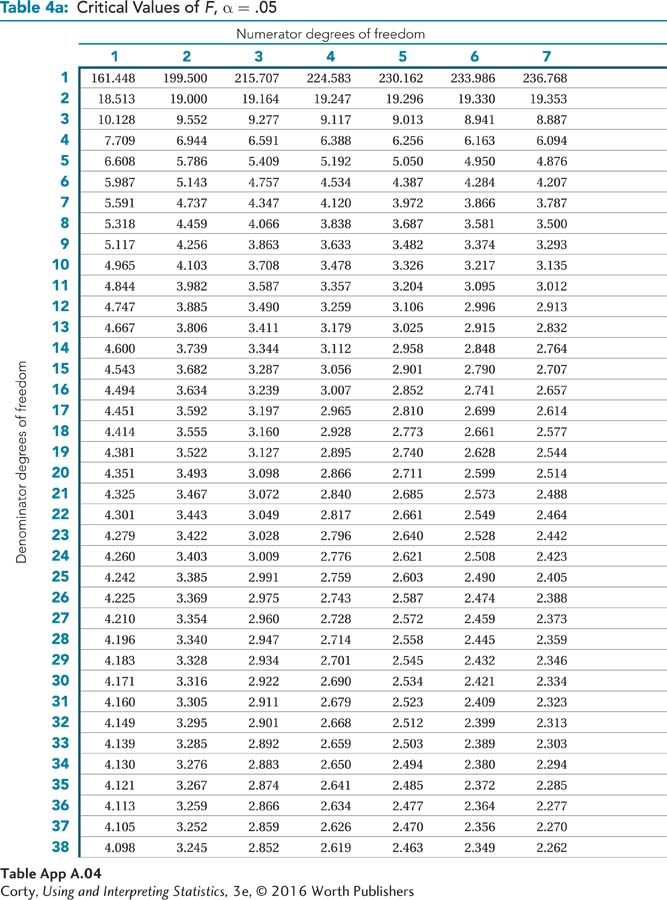 Table 4a: Critical Values of F, α = .05
Numerator degrees of freedom
1 2 3 4 5 6 7
Denominator degrees of freedom
1 161.448 199.500 215.707 224.583 230.162 233.986 236.768
2 18.513 19.000 19.164 19.247 19.296 19.330 19.353
3 10.128 9.552 9.277 9.117 9.013 8.941 8.887
4 7.709 6.944 6.591 6.388 6.256 6.163 6.094
5 6.608 5.786 5.409 5.192 5.050 4.950 4.876
6 5.987 5.143 4.757 4.534 4.387 4.284 4.207
7 5.591 4.737 4.347 4.120 3.972 3.866 3.787
8 5.318 4.459 4.066 3.838 3.687 3.581 3.500
9 5.117 4.256 3.863 3.633 3.482 3.374 3.293
10 4.965 4.103 3.708 3.478 3.326 3.217 3.135
11 4.844 3.982 3.587 3.357 3.204 3.095 3.012
12 4.747 3.885 3.490 3.259 3.106 2.996 2.913
13 4.667 3.806 3.411 3.179 3.025 2.915 2.832
14 4.600 3.739 3.344 3.112 2.958 2.848 2.764
15 4.543 3.682 3.287 3.056 2.901 2.790 2.707
16 4.494 3.634 3.239 3.007 2.852 2.741 2.657
17 4.451 3.592 3.197 2.965 2.810 2.699 2.614
18 4.414 3.555 3.160 2.928 2.773 2.661 2.577
19 4.381 3.522 3.127 2.895 2.740 2.628 2.544
20 4.351 3.493 3.098 2.866 2.711 2.599 2.514
21 4.325 3.467 3.072 2.840 2.685 2.573 2.488
22 4.301 3.443 3.049 2.817 2.661 2.549 2.464
23 4.279 3.422 3.028 2.796 2.640 2.528 2.442
24 4.260 3.403 3.009 2.776 2.621 2.508 2.423
25 4.242 3.385 2.991 2.759 2.603 2.490 2.405
26 4.225 3.369 2.975 2.743 2.587 2.474 2.388
27 4.210 3.354 2.960 2.728 2.572 2.459 2.373
28 4.196 3.340 2.947 2.714 2.558 2.445 2.359
29 4.183 3.328 2.934 2.701 2.545 2.432 2.346
30 4.171 3.316 2.922 2.690 2.534 2.421 2.334
31 4.160 3.305 2.911 2.679 2.523 2.409 2.323
32 4.149 3.295 2.901 2.668 2.512 2.399 2.313
33 4.139 3.285 2.892 2.659 2.503 2.389 2.303
34 4.130 3.276 2.883 2.650 2.494 2.380 2.294
35 4.121 3.267 2.874 2.641 2.485 2.372 2.285
36 4.113 3.259 2.866 2.634 2.477 2.364 2.277
37 4.105 3.252 2.859 2.626 2.470 2.356 2.270
38 4.098 3.245 2.852 2.619 2.463 2.349 2.262
Table App A.04
Corty, Using and Interpreting Statistics, 3e, © 2016 Worth Publishers